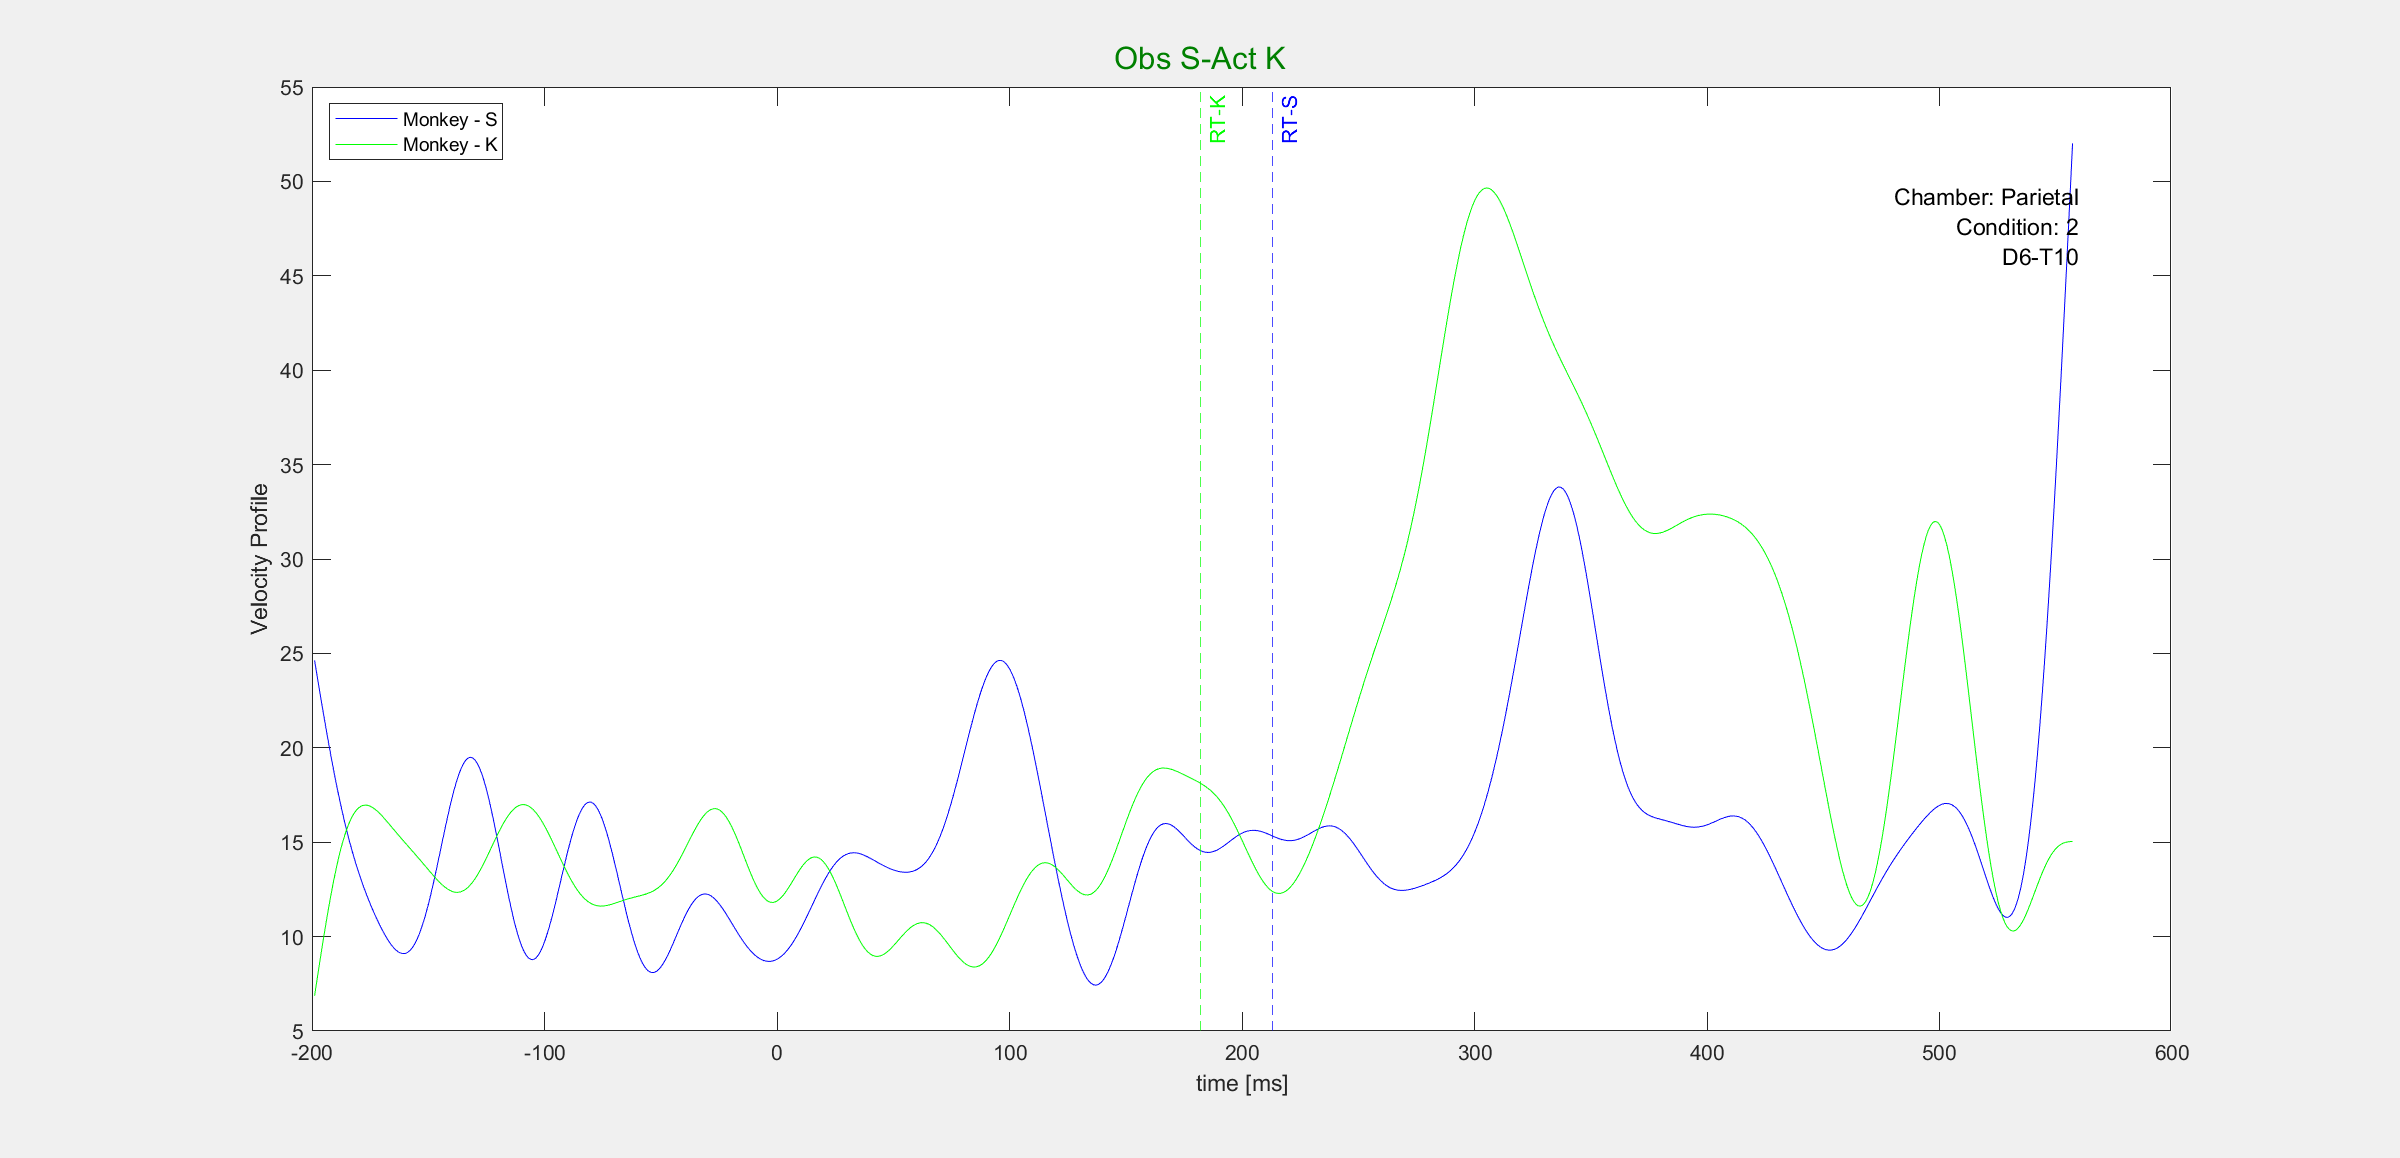 Obs S-Act K
55
50
45
40
35
30
25
20
15
10
5
Velocity Profile
Monkey - S
Monkey - K
RT-K
RT-S
Chamber: Parietal
Condition: 2
D6-T10
-200
-100
0
100
200
300
400
500
600
time [ms]